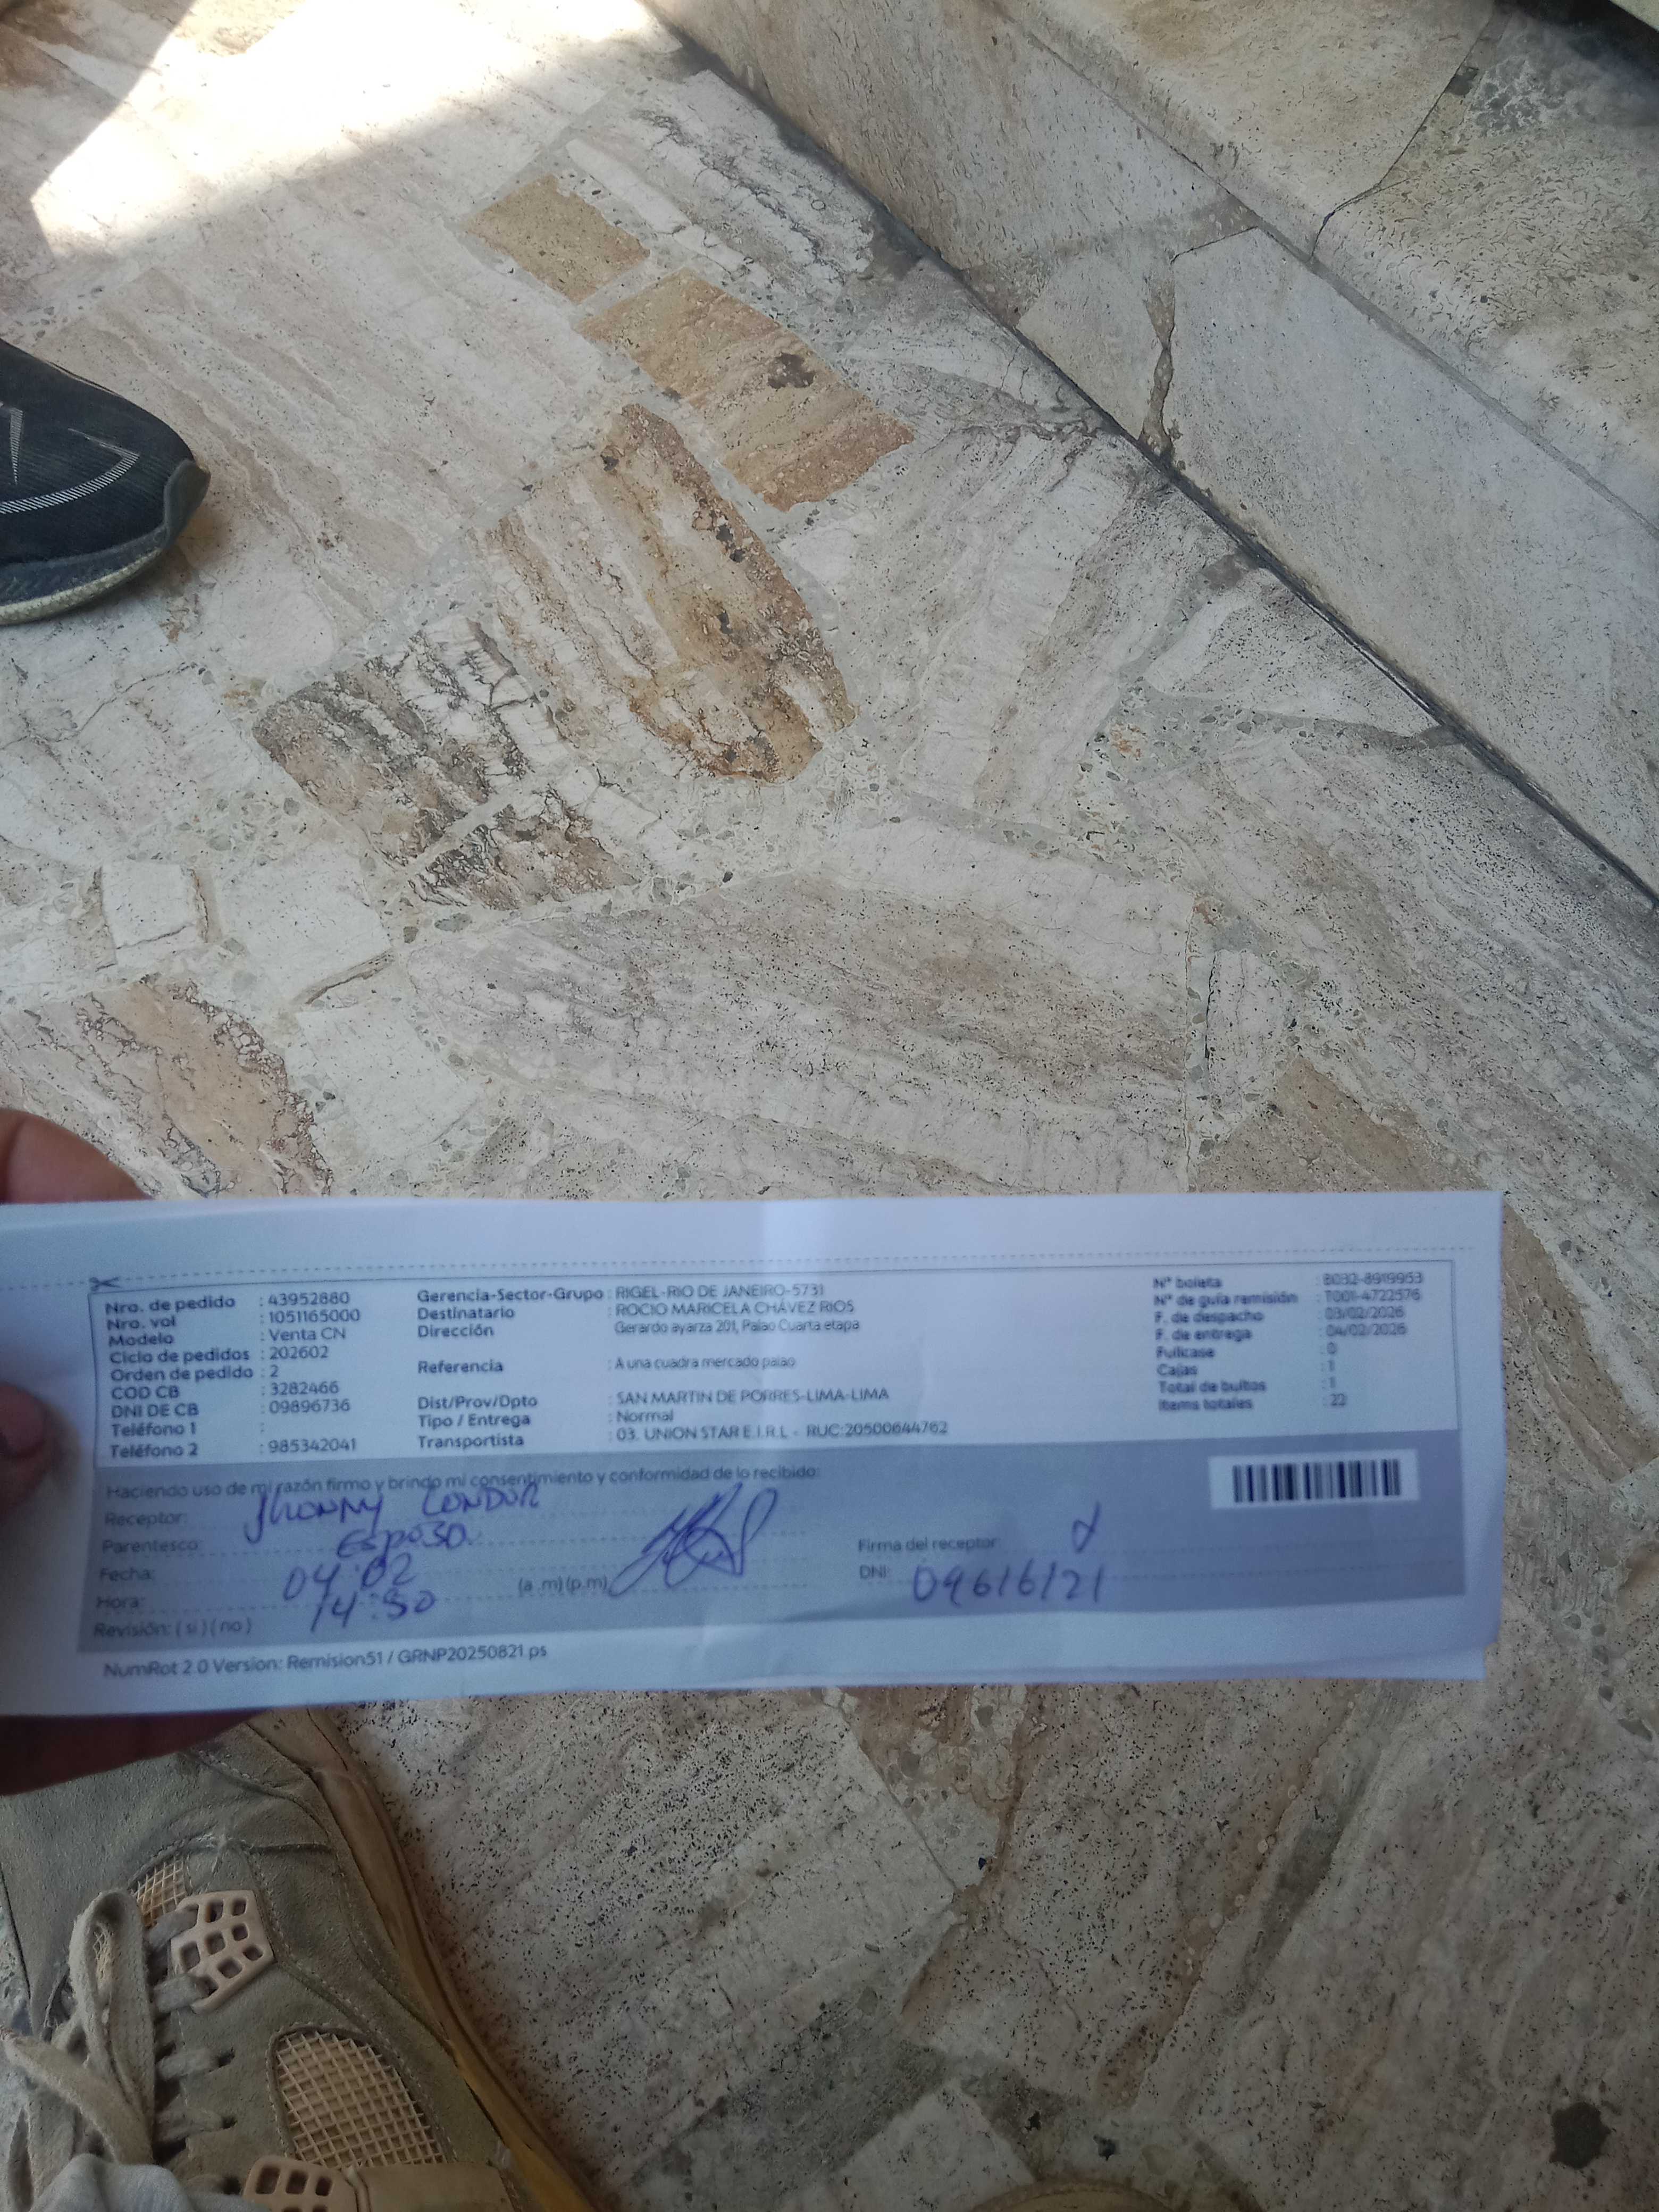 Nro. de pedido : 43952880
Nro. vol : 1051165000
Modelo : Venta CN
Ciclo de pedidos : 202602
Orden de pedido : 2
COD CB : 3282466
DNI DE CB : 09896736
Teléfono 1 :
Teléfono 2 : 985342041
Gerencia-Sector-Grupo : RIGEL-RIO DE JANEIRO-5731
Destinatario : ROCIO MARICELA CHÁVEZ RIOS
Dirección Gerardo ayarza 201, Palao Cuarta etapa
Referencia : A una cuadra mercado palao
Dist/Prov/Dpto : SAN MARTIN DE PORRES-LIMA-LIMA
Tipo / Entrega : Normal
Transportista : 03. UNION STAR E.I.R.L - RUC:20500644762
N° boleta : B032-8919953
N° de guía remisión : T001-4722576
F. de despacho : 03/02/2026
F. de entrega : 04/02/2026
Fullcase : 0
Cajas : 1
Total de bultos : 1
Items totales : 22
Haciendo uso de mi razón firmo y brindo mi consentimiento y conformidad de lo recibido:
Receptor: Jhonny Condor
Parentesco: Esposo
Fecha: 04:02
Hora: 14:50 (a .m) (p.m)
Revisión: ( si ) ( no )
Firma del receptor
DNI: 09616121
NumRot 2.0 Version: Remision51 / GRNP20250821.ps